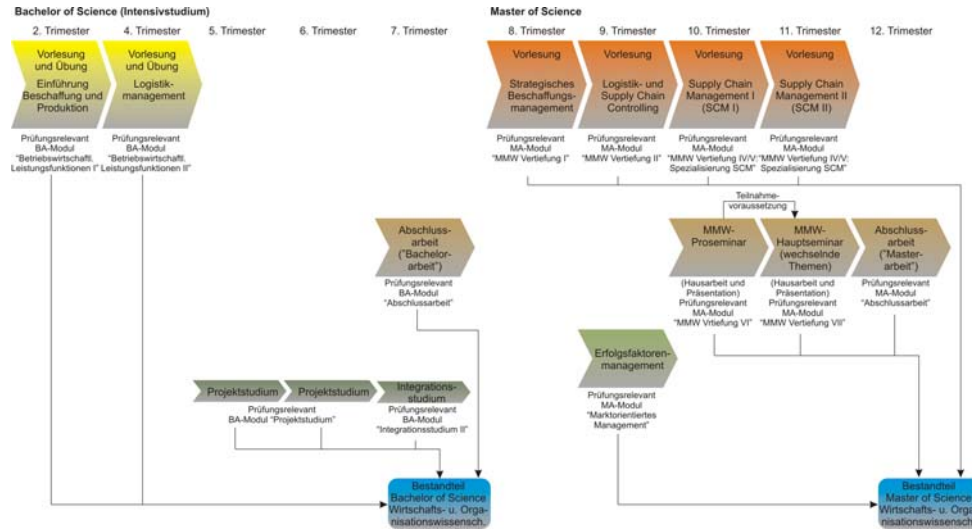 Bachelor of Science (Intensivstudium)
Master of Science
2. Trimester
4. Trimester
5. Trimester
6. Trimester
7. Trimester
8. Trimester
9. Trimester
10. Trimester
11. Trimester
12. Trimester
Vorlesung
und Übung
Einführung
Beschaffung und
Produktion
Vorlesung
und Übung
Logistik-
management
Vorlesung
Strategisches
Beschaffungs-
management
Vorlesung
Logistik- und
Supply Chain
Controlling
Vorlesung
Supply Chain
Management I
(SCM I)
Vorlesung
Supply Chain
Management II
(SCM II)
Prüfungsrelevant
BA-Modul
“Betriebswirtschaftl.
Leistungsfunktionen I”
Prüfungsrelevant
BA-Modul
“Betriebswirtschaftl.
Leistungsfunktionen II”
Prüfungsrelevant
MA-Modul
“MMW Vertiefung I”
Prüfungsrelevant
MA-Modul
“MMW Vertiefung II”
Prüfungsrelevant
MA-Modul
“MMW Vertiefung IV/V:
Spezialisierung SCM”
Prüfungsrelevant
MA-Modul
“MMW Vertiefung IV/V:
Spezialisierung SCM”
Teilnahme-
voraussetzung
Abschluss-
arbeit
("Bachelor-
arbeit")
Prüfungsrelevant
BA-Modul
“Abschlussarbeit”
MMW-
Proseminar
(Hausarbeit und
Präsentation)
Prüfungsrelevant
MA-Modul
“MMW Vrtiefung VI”
MMW-
Hauptseminar
(wechselnde
Themen)
(Hausarbeit und
Präsentation)
Prüfungsrelevant
MA-Modul
“MMW Vertiefung VII”
Abschluss-
arbeit
("Master-
arbeit")
Prüfungsrelevant
MA-Modul
“Abschlussarbeit”
Erfolgsfaktoren-
management
Prüfungsrelevant
MA-Modul
“Marktorientiertes
Management”
Projektstudium
Projektstudium
Prüfungsrelevant
BA-Modul “Projektstudium”
Integrations-
studium
Prüfungsrelevant
BA-Modul
“Integrationsstudium II”
Bestandteil
Bachelor of Science
Wirtschafts- u. Orga-
nisationswissensch.
Bestandteil
Master of Science
Wirtschafts- u. Orga-
nisationswissensch.